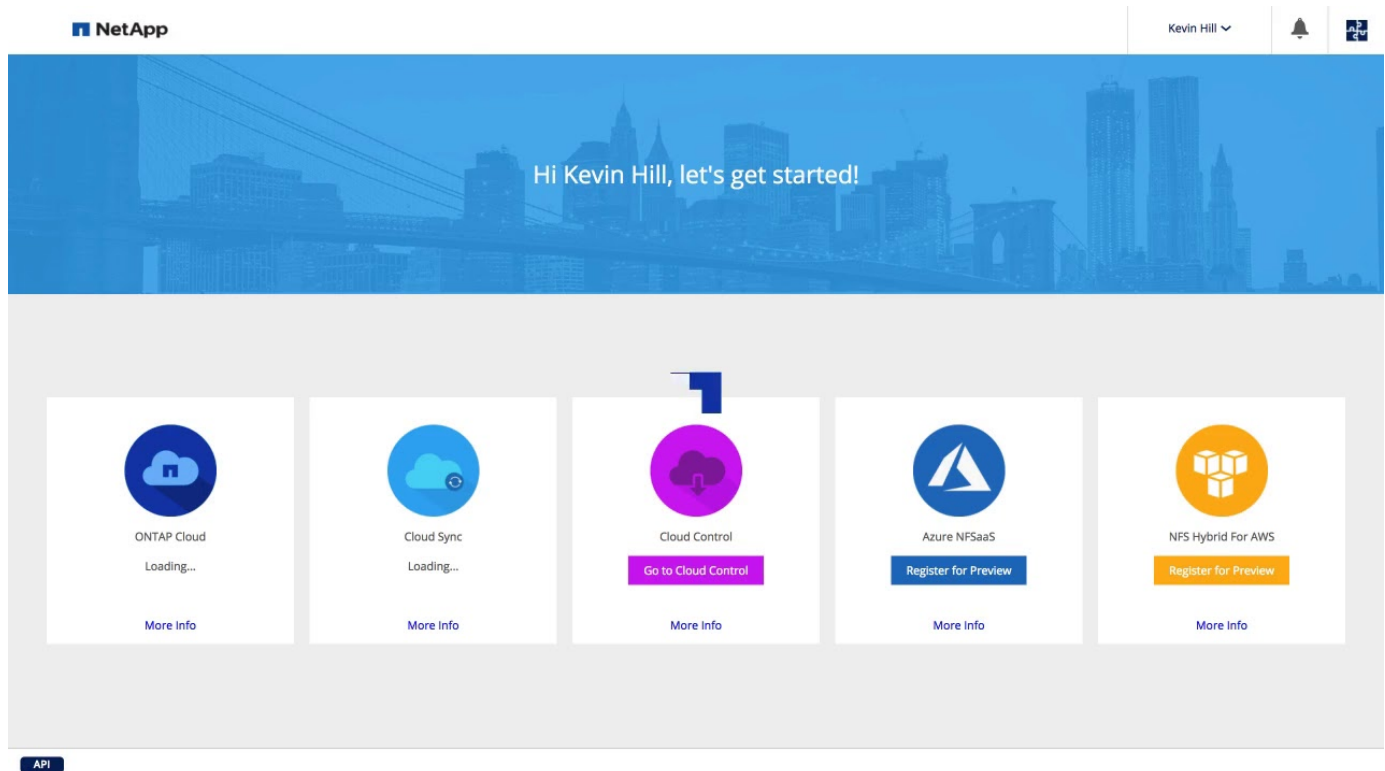 NetApp
Kevin Hill
Hi Kevin Hill, let's get started!
ONTAP Cloud
Loading...
More Info
Cloud Sync
Loading...
More Info
Cloud Control
Go to Cloud Control
More Info
Azure NFSaaS
Register for Preview
More Info
NFS Hybrid For AWS
Register for Preview
More Info
API